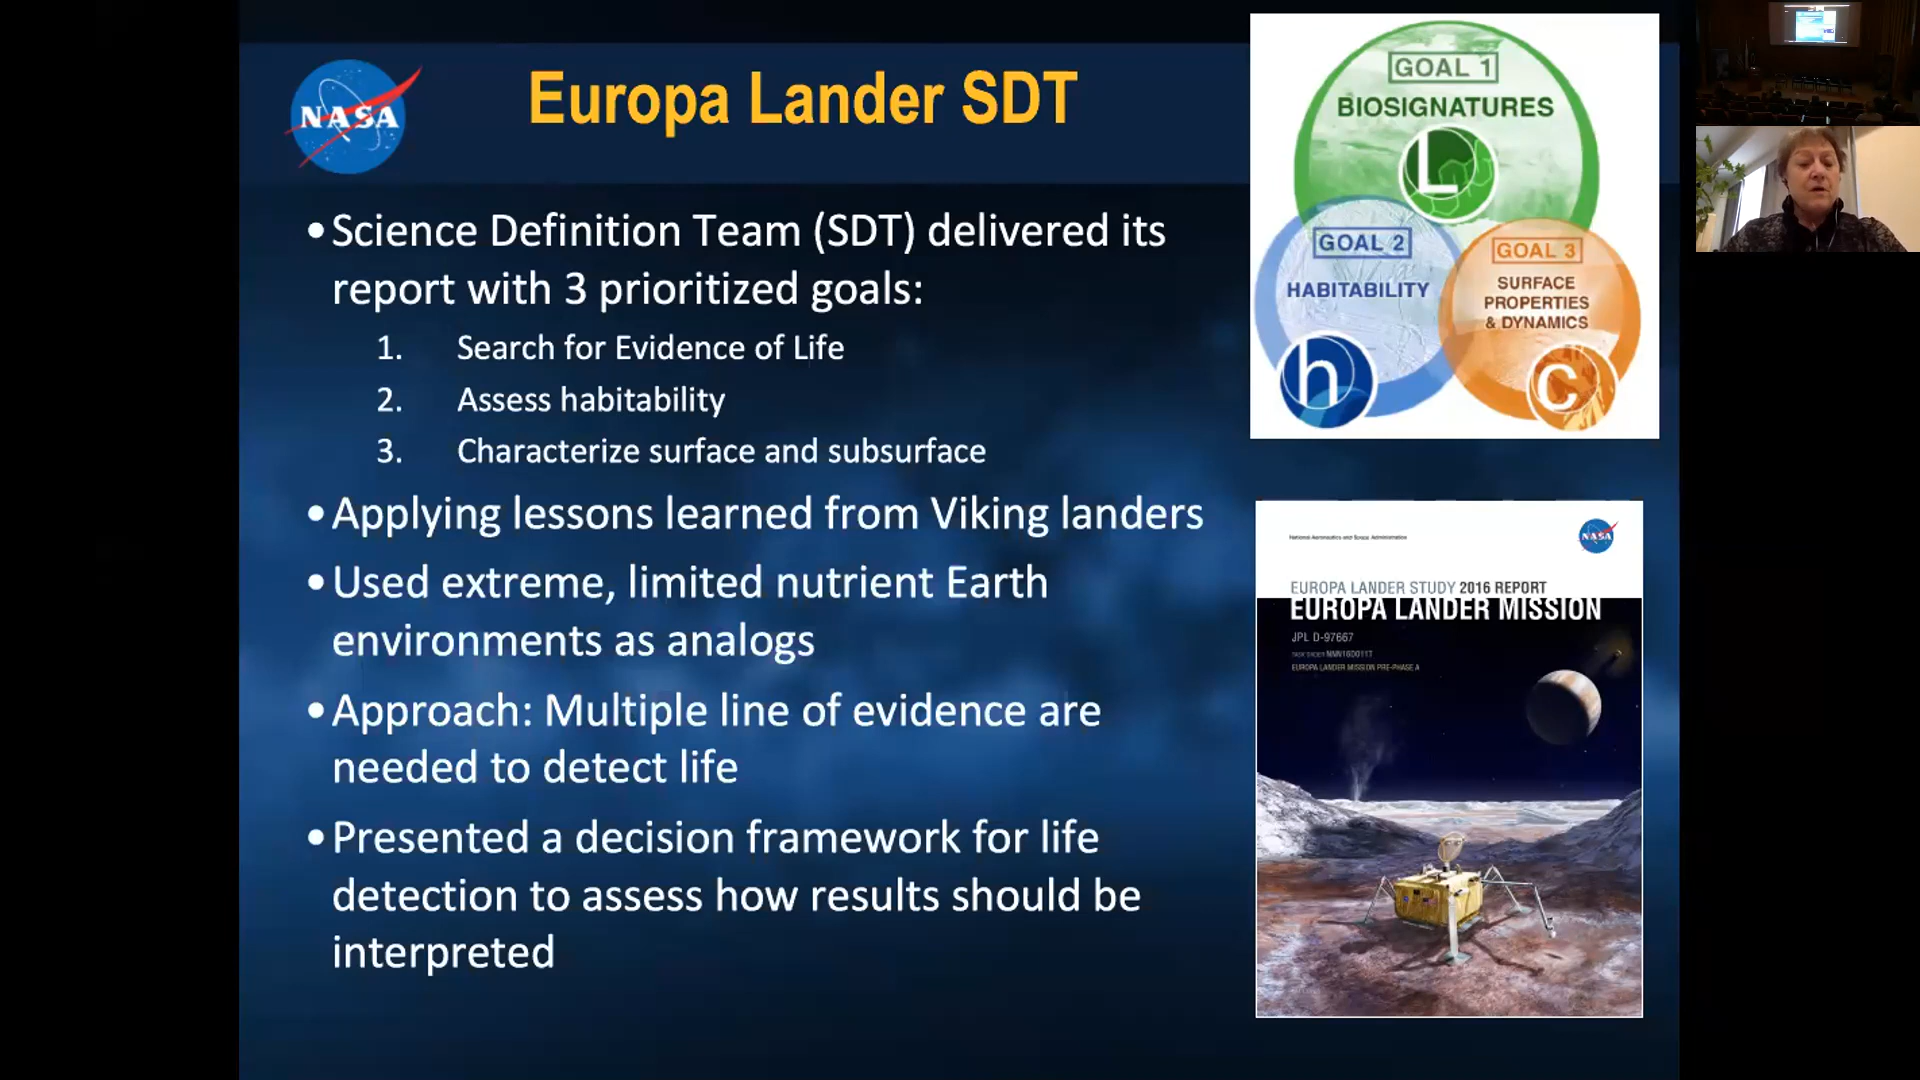 NASA
Europa Lander SDT
•Science Definition Team (SDT) delivered its
report with 3 prioritized goals:
1. Search for Evidence of Life
2. Assess habitability
3. Characterize surface and subsurface
•Applying lessons learned from Viking landers
•Used extreme, limited nutrient Earth
environments as analogs
•Approach: Multiple line of evidence are
needed to detect life
•Presented a decision framework for life
detection to assess how results should be
interpreted
GOAL 1
BIOSIGNATURES
L
GOAL 2
HABITABILITY
h
GOAL 3
SURFACE
PROPERTIES
& DYNAMICS
C
National Aeronautics and Space Administration
NASA
EUROPA LANDER STUDY 2016 REPORT
EUROPA LANDER MISSION
JPL D-97667
TASK ORDER NNN16D011T
EUROPA LANDER MISSION PRE-PHASE A